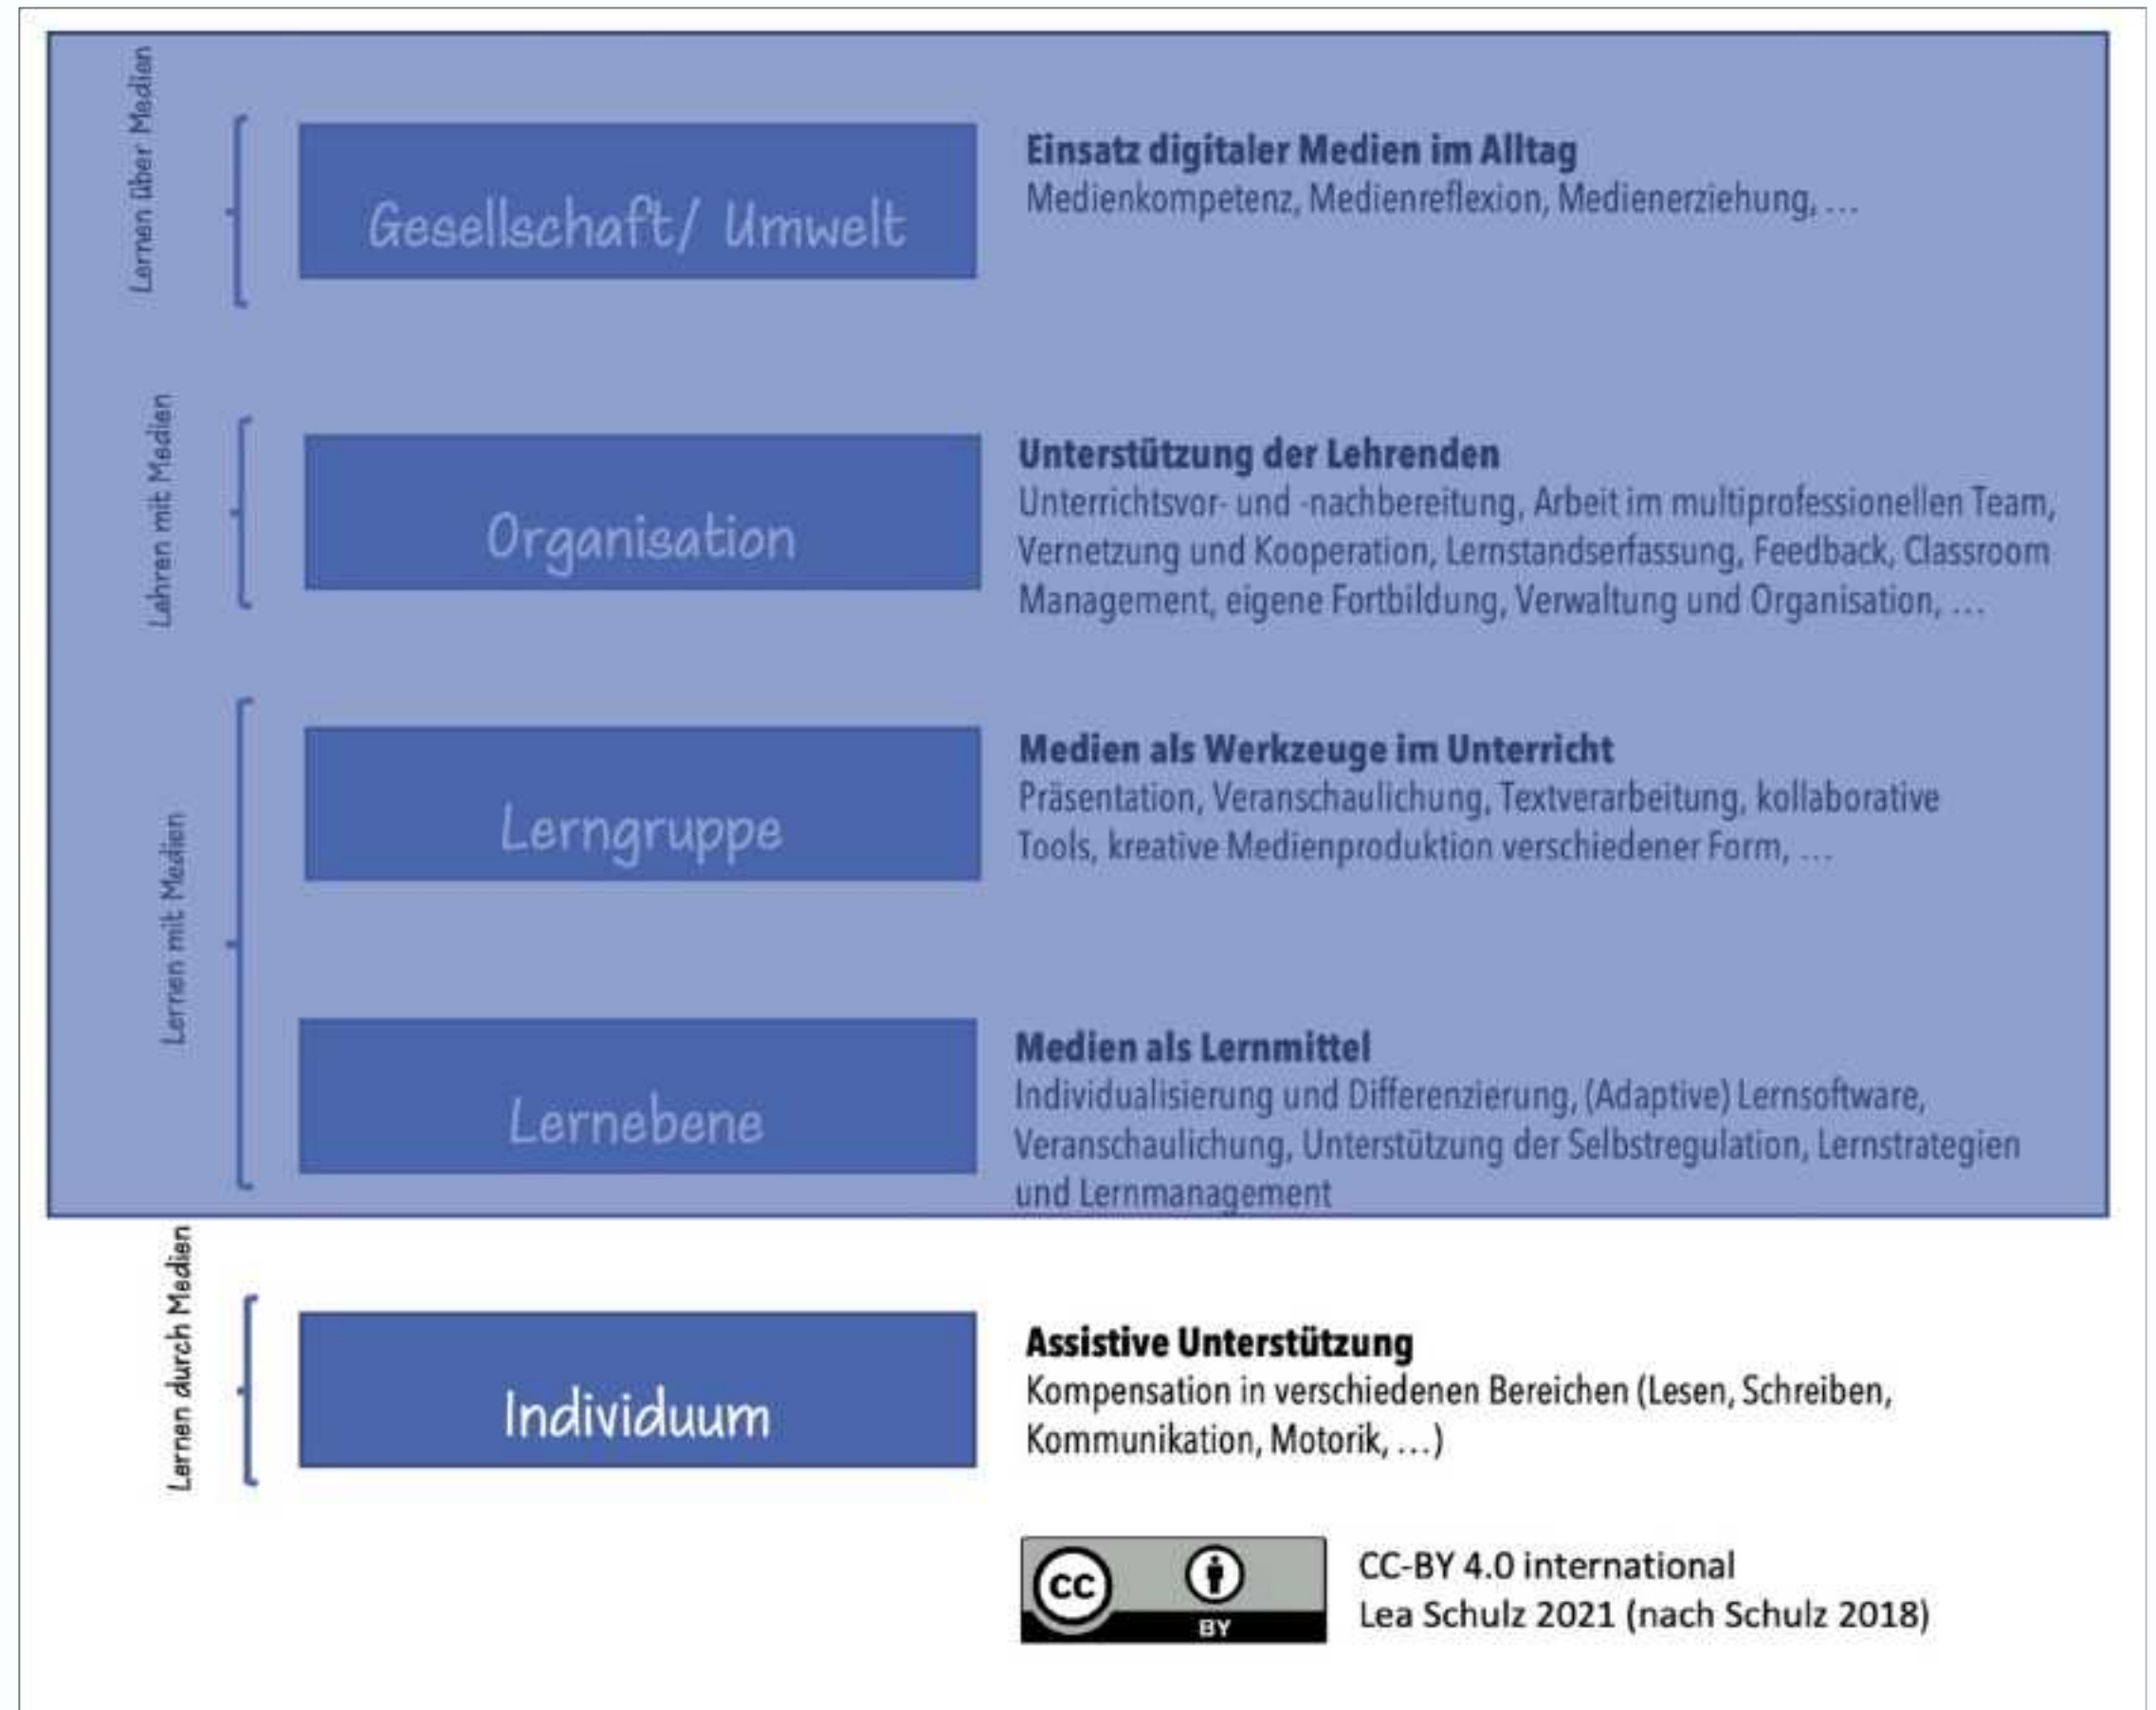 Lernen über Medien
Gesellschaft/ Umwelt
Einsatz digitaler Medien im Alltag
Medienkompetenz, Medienreflexion, Medienerziehung, ...
Lehren mit Medien
Organisation
Unterstützung der Lehrenden
Unterrichtsvor- und -nachbereitung, Arbeit im multiprofessionellen Team,
Vernetzung und Kooperation, Lernstandserfassung, Feedback, Classroom
Management, eigene Fortbildung, Verwaltung und Organisation, ...
Lernen mit Medien
Lerngruppe
Medien als Werkzeuge im Unterricht
Präsentation, Veranschaulichung, Textverarbeitung, kollaborative
Tools, kreative Medienproduktion verschiedener Form, ...
Lernebene
Medien als Lernmittel
Individualisierung und Differenzierung, (Adaptive) Lernsoftware,
Veranschaulichung, Unterstützung der Selbstregulation, Lernstrategien
und Lernmanagement
Lernen durch Medien
Individuum
Assistive Unterstützung
Kompensation in verschiedenen Bereichen (Lesen, Schreiben,
Kommunikation, Motorik, ...)
CC
BY
CC-BY 4.0 international
Lea Schulz 2021 (nach Schulz 2018)